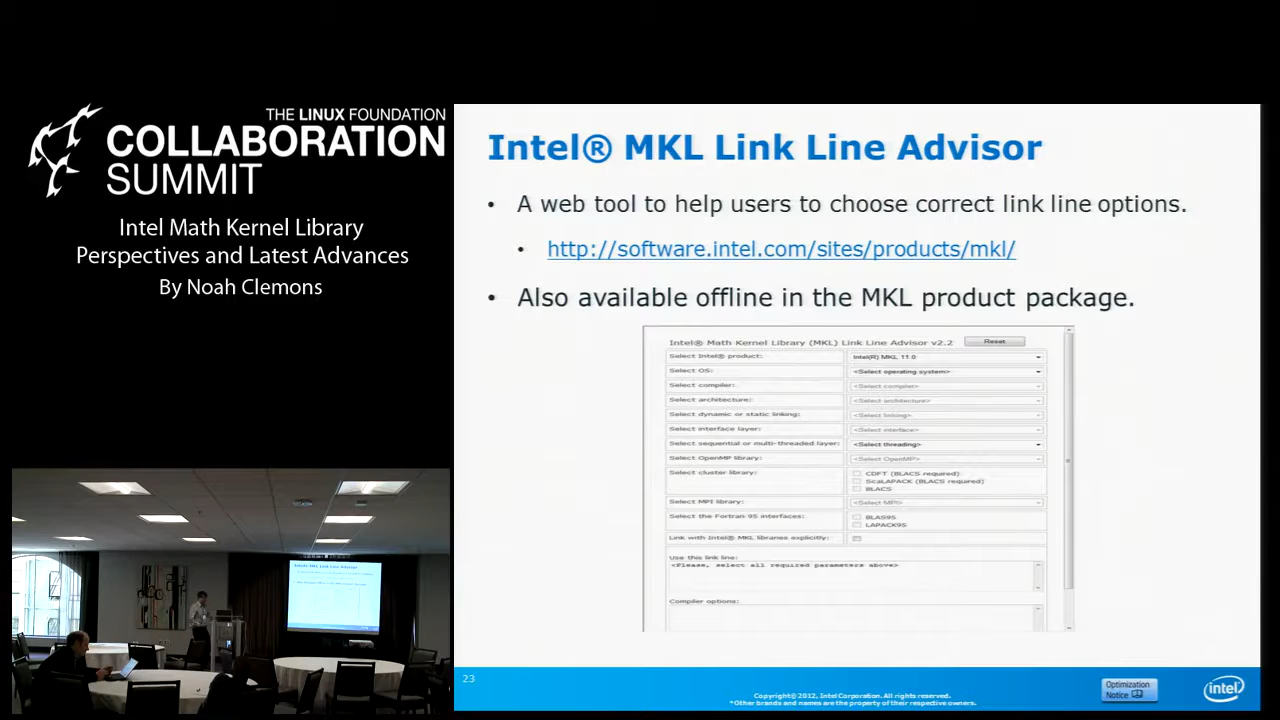 THE LINUX FOUNDATION
COLLABORATION
SUMMIT
Intel Math Kernel Library
Perspectives and Latest Advances
By Noah Clemons
Intel® MKL Link Line Advisor
• A web tool to help users to choose correct link line options.
• http://software.intel.com/sites/products/mkl/
• Also available offline in the MKL product package.
Intel® Math Kernel Library (MKL) Link Line Advisor v2.2 Reset
Select Intel® product: Intel(R) MKL 11.0
Select OS: <Select operating system>
Select compiler: <Select compiler>
Select architecture: <Select architecture>
Select dynamic or static linking: <Select linking>
Select interface layer: <Select interface>
Select sequential or multi-threaded layer: <Select threading>
Select OpenMP library: <Select OpenMP>
Select cluster library: CDFT (BLACS required)
ScaLAPACK (BLACS required)
BLACS
Select MPI library: <Select MPI>
Select the Fortran 95 interfaces: BLAS95
LAPACK95
Link with Intel® MKL libraries explicitly:
Use this link line:
<Please, select all required parameters above>
Compiler options:
Intel® MKL Link Line Advisor
23
Copyright© 2012, Intel Corporation. All rights reserved.
*Other brands and names are the property of their respective owners.
Optimization
Notice
intel